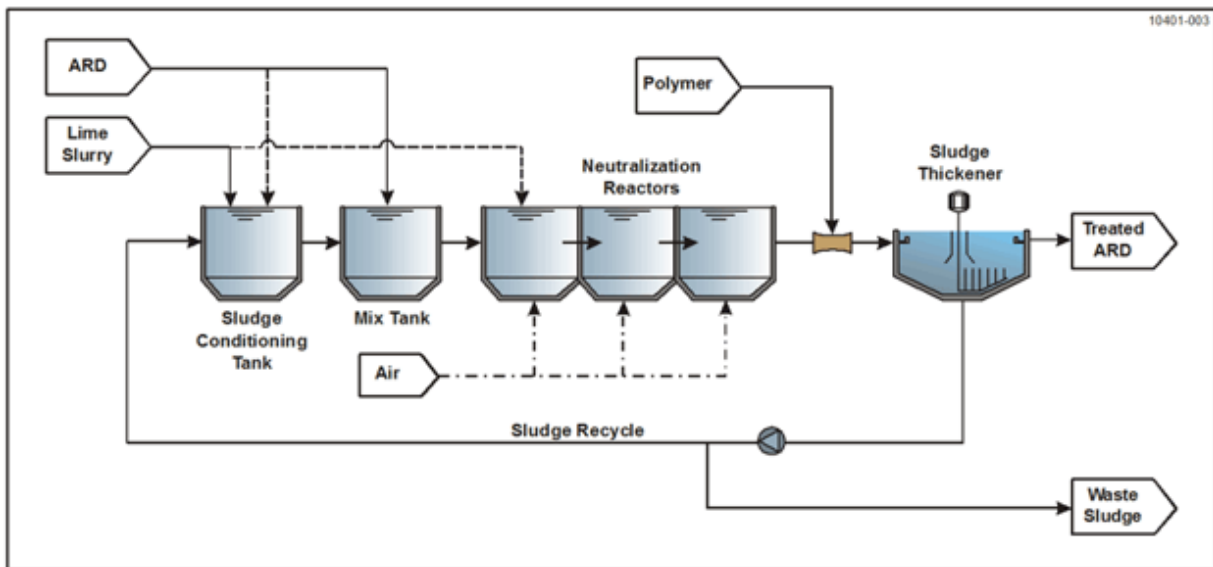 10401-003
ARD
Lime
Slurry
Polymer
Neutralization
Reactors
Sludge
Thickener
Treated
ARD
Sludge
Conditioning
Tank
Mix Tank
Air
Sludge Recycle
Waste
Sludge